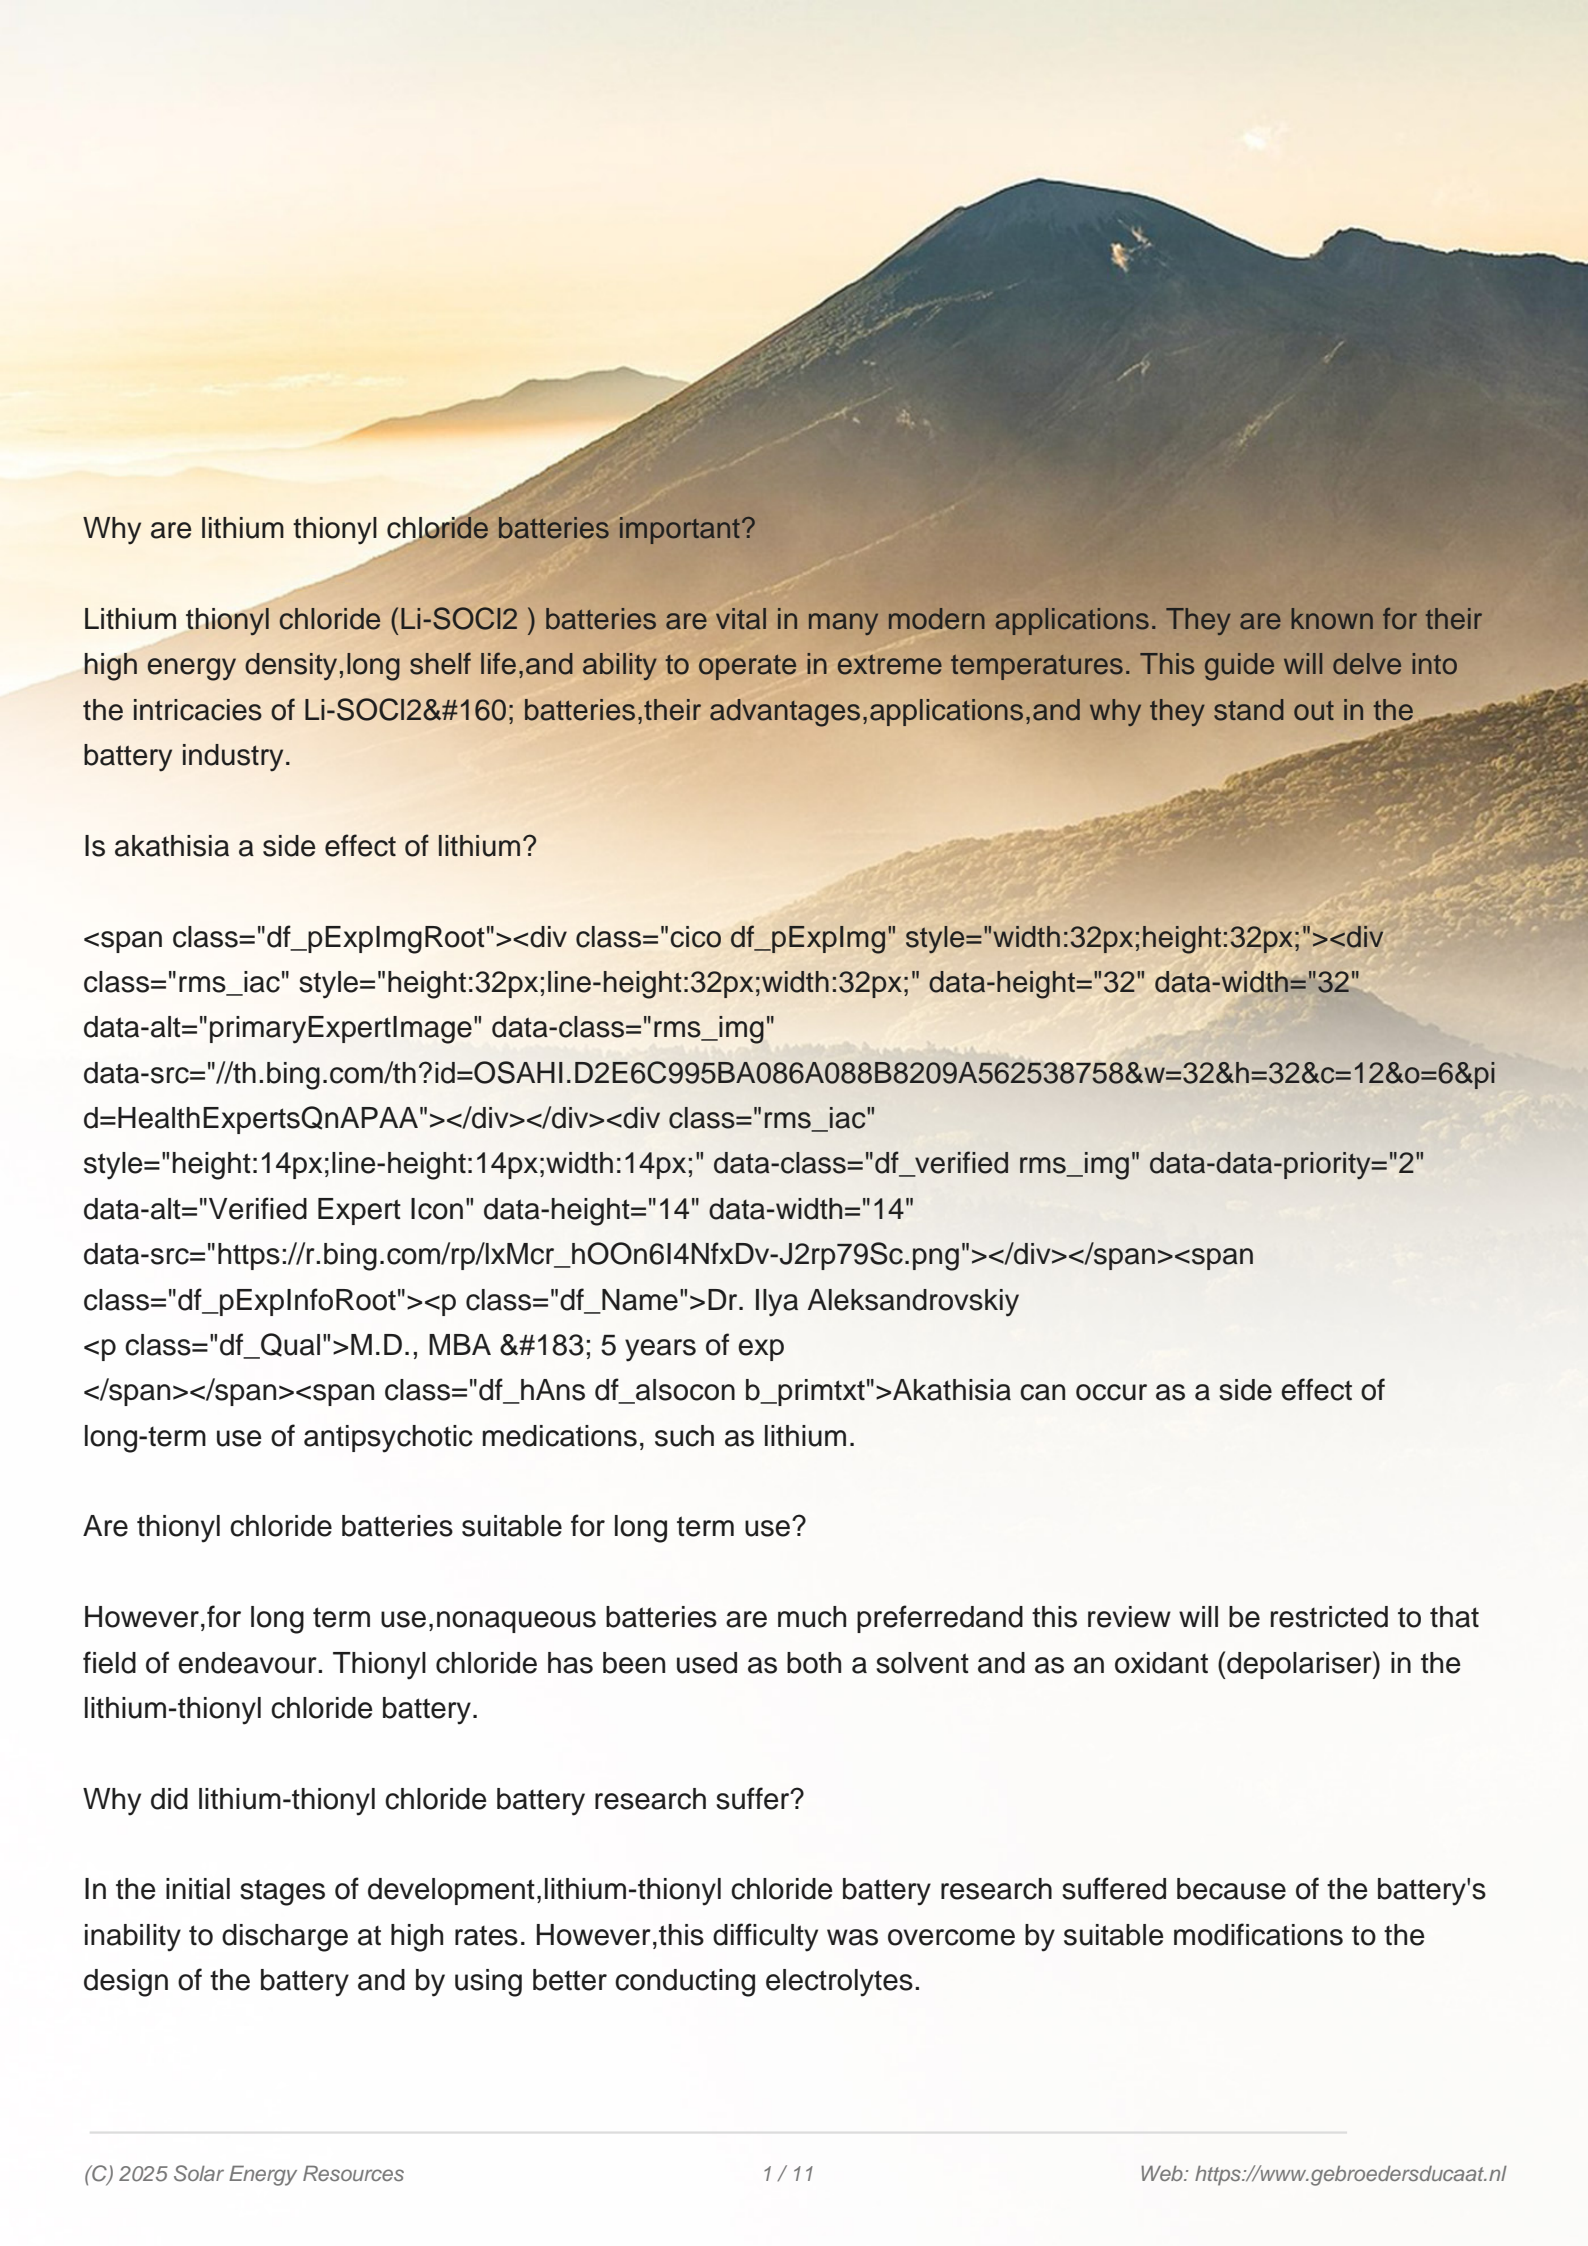 Why are lithium thionyl chloride batteries important?
Lithium thionyl chloride (Li-SOCl2 ) batteries are vital in many modern applications. They are known for their
high energy density,long shelf life,and ability to operate in extreme temperatures. This guide will delve into
the intricacies of Li-SOCl2&#160; batteries,their advantages,applications,and why they stand out in the
battery industry.
Is akathisia a side effect of lithium?
<span class="df_pExpImgRoot"><div class="cico df_pExpImg" style="width:32px;height:32px;"><div
class="rms_iac" style="height:32px;line-height:32px;width:32px;" data-height="32" data-width="32"
data-alt="primaryExpertImage" data-class="rms_img"
data-src="//th.bing.com/th?id=OSAHI.D2E6C995BA086A088B8209A562538758&w=32&h=32&c=12&o=6&pi
d=HealthExpertsQnAPAA"></div></div><div class="rms_iac"
style="height:14px;line-height:14px;width:14px;" data-class="df_verified rms_img" data-data-priority="2"
data-alt="Verified Expert Icon" data-height="14" data-width="14"
data-src="https://r.bing.com/rp/lxMcr_hOOn6I4NfxDv-J2rp79Sc.png"></div></span><span
class="df_pExpInfoRoot"><p class="df_Name">Dr. Ilya Aleksandrovskiy
<p class="df_Qual">M.D., MBA &#183; 5 years of exp
</span></span><span class="df_hAns df_alsocon b_primtxt">Akathisia can occur as a side effect of
long-term use of antipsychotic medications, such as lithium.
Are thionyl chloride batteries suitable for long term use?
However,for long term use,nonaqueous batteries are much preferredand this review will be restricted to that
field of endeavour. Thionyl chloride has been used as both a solvent and as an oxidant (depolariser) in the
lithium-thionyl chloride battery.
Why did lithium-thionyl chloride battery research suffer?
In the initial stages of development,lithium-thionyl chloride battery research suffered because of the battery's
inability to discharge at high rates. However,this difficulty was overcome by suitable modifications to the
design of the battery and by using better conducting electrolytes.
(C) 2025 Solar Energy Resources
1 / 11
Web: https://www.gebroedersducaat.nl